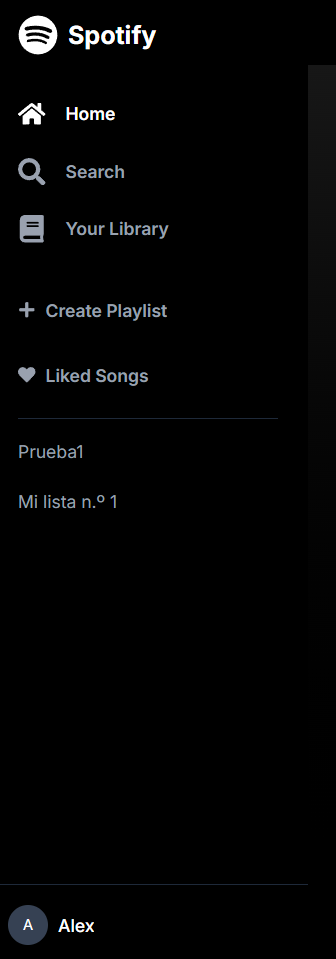 Spotify
Home
Search
Your Library
Create Playlist
Liked Songs
Prueba1
Mi lista n.º 1
A
Alex